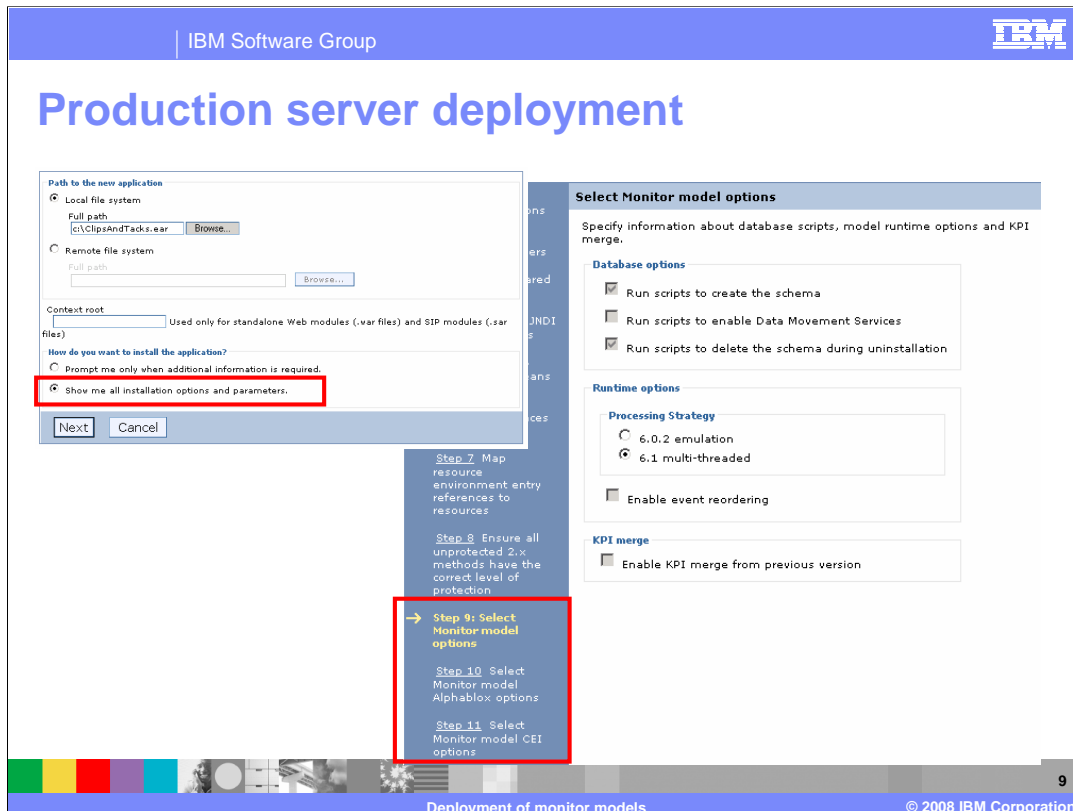 IBM Software Group
IBM
Production server deployment
Path to the new application
Local file system
Full path
c:\ClipsAndTacks.ear
Browse...
Remote file system
Full path
Browse...
Context root
Used only for standalone Web modules (.war files) and SIP modules (.sar
files)
How do you want to install the application?
Prompt me only when additional information is required.
Show me all installation options and parameters.
Next
Cancel
ons
ers
ared
JNDI
s
ans
ces
Step 7 Map
resource
environment entry
references to
resources
Step 8 Ensure all
unprotected 2.x
methods have the
correct level of
protection
Step 9: Select
Monitor model
options
Step 10 Select
Monitor model
Alphablox options
Step 11 Select
Monitor model CEI
options
Select Monitor model options
Specify information about database scripts, model runtime options and KPI
merge.
Database options
Run scripts to create the schema
Run scripts to enable Data Movement Services
Run scripts to delete the schema during uninstallation
Runtime options
Processing Strategy
6.0.2 emulation
6.1 multi-threaded
Enable event reordering
KPI merge
Enable KPI merge from previous version
9
Deployment of monitor models
© 2008 IBM Corporation